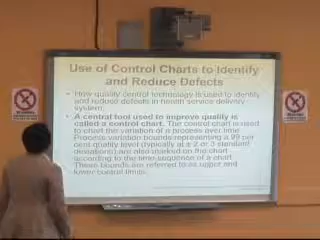 Use of Control Charts to Identify
and Reduce Defects
• How quality control technology is used to identify
and reduce defects in health service delivery
system.
• A central tool used to improve quality is
called a control chart. The control chart is used
to chart the variation of a process over time.
Process variation bounds representing a 99 per
cent quality level (typically at ± 2 or 3 standard
deviations) are also marked on the chart
according to the time sequence of a chart.
These bounds are referred to as upper and
lower control limits.